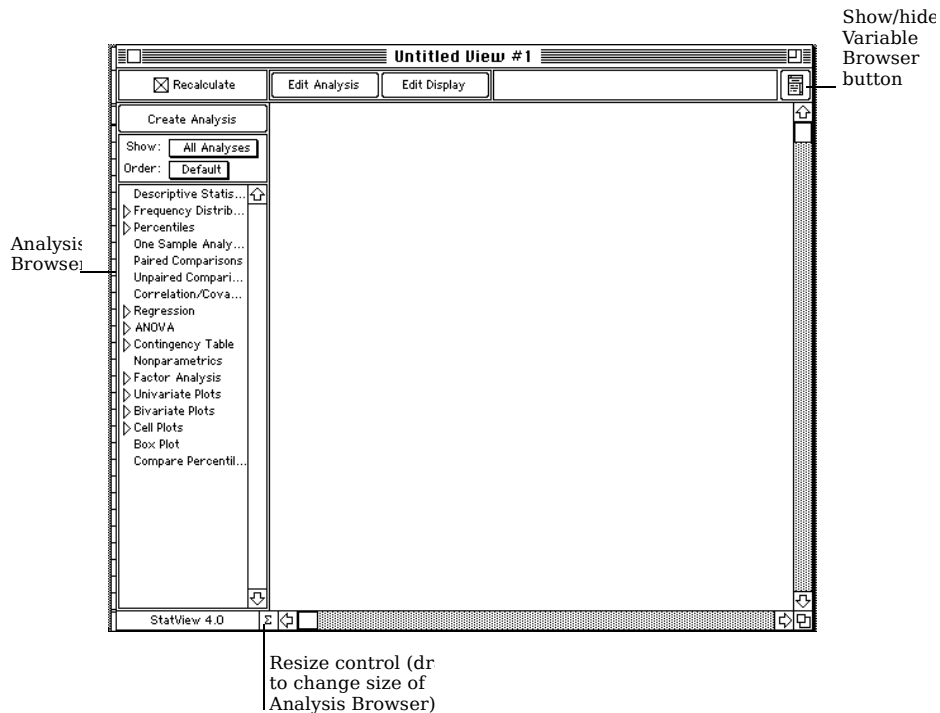 Show/hide
Variable
Browser
button
Untitled View #1
Recalculate
Edit Analysis
Edit Display
Create Analysis
Show: All Analyses
Order: Default
Descriptive Statis...
Frequency Distrib...
Percentiles
One Sample Analy...
Paired Comparisons
Unpaired Compari...
Correlation/Cova...
Regression
ANOVA
Contingency Table
Nonparametrics
Factor Analysis
Univariate Plots
Bivariate Plots
Cell Plots
Box Plot
Compare Percentil...
Analysis
Browser
StatView 4.0
Σ
Resize control (dr
to change size of
Analysis Browser)